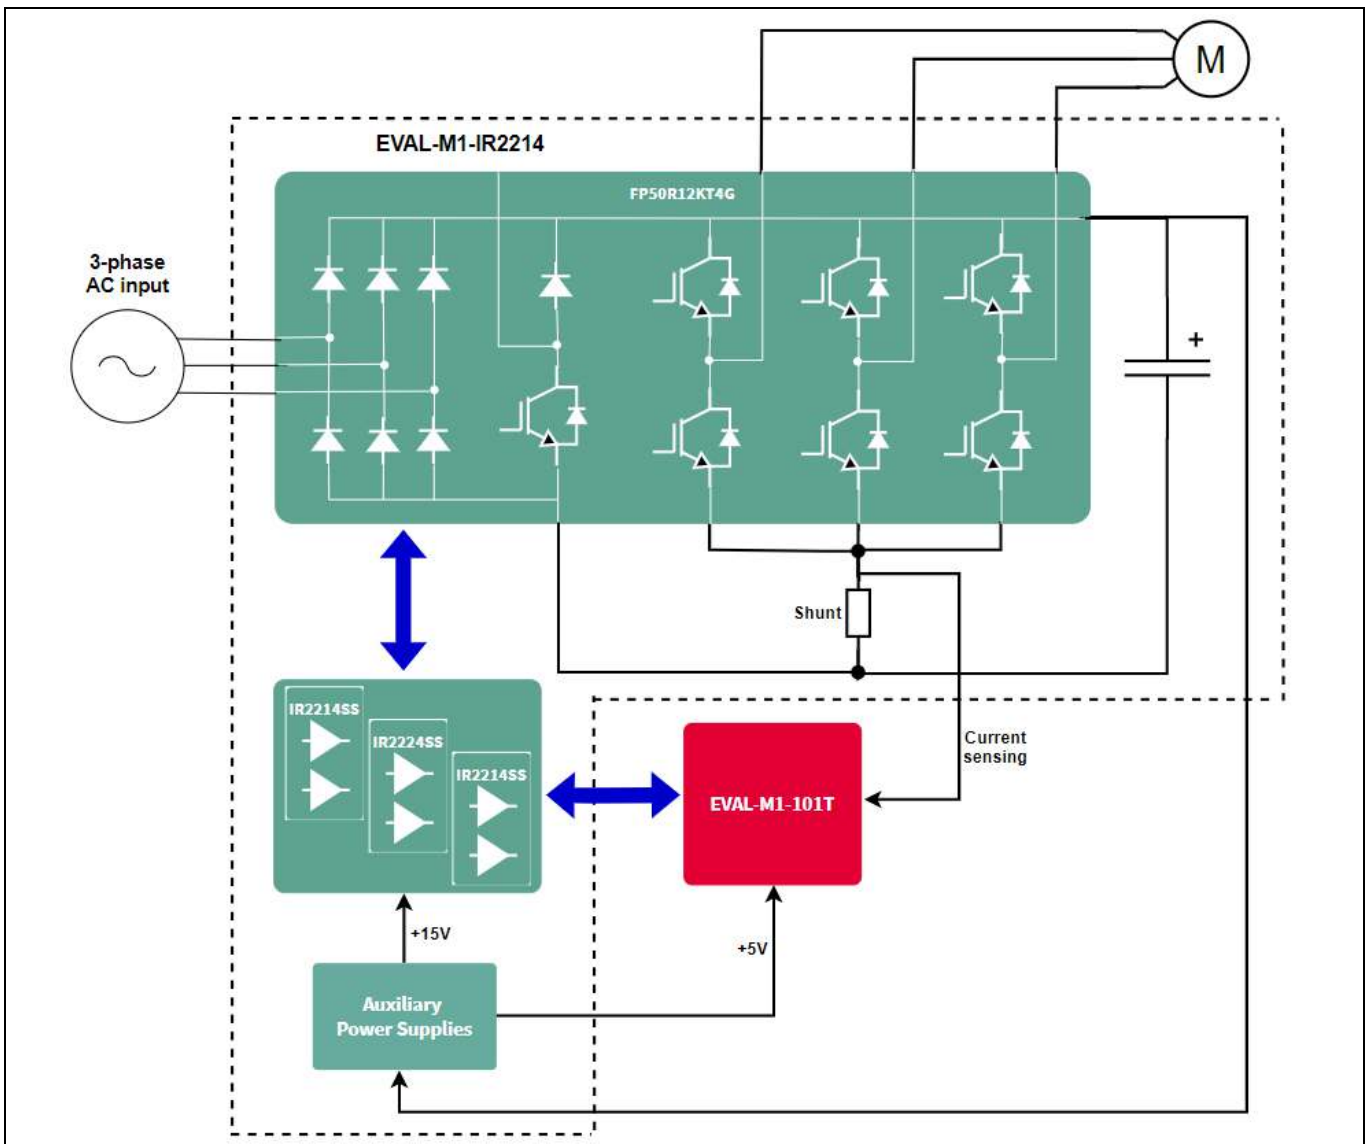 M
EVAL-M1-IR2214
FP50R12KT4G
3-phase
AC input
+
Shunt
IR2214SS
IR2224SS
IR2214SS
Current
sensing
EVAL-M1-101T
+15V
+5V
Auxiliary
Power Supplies